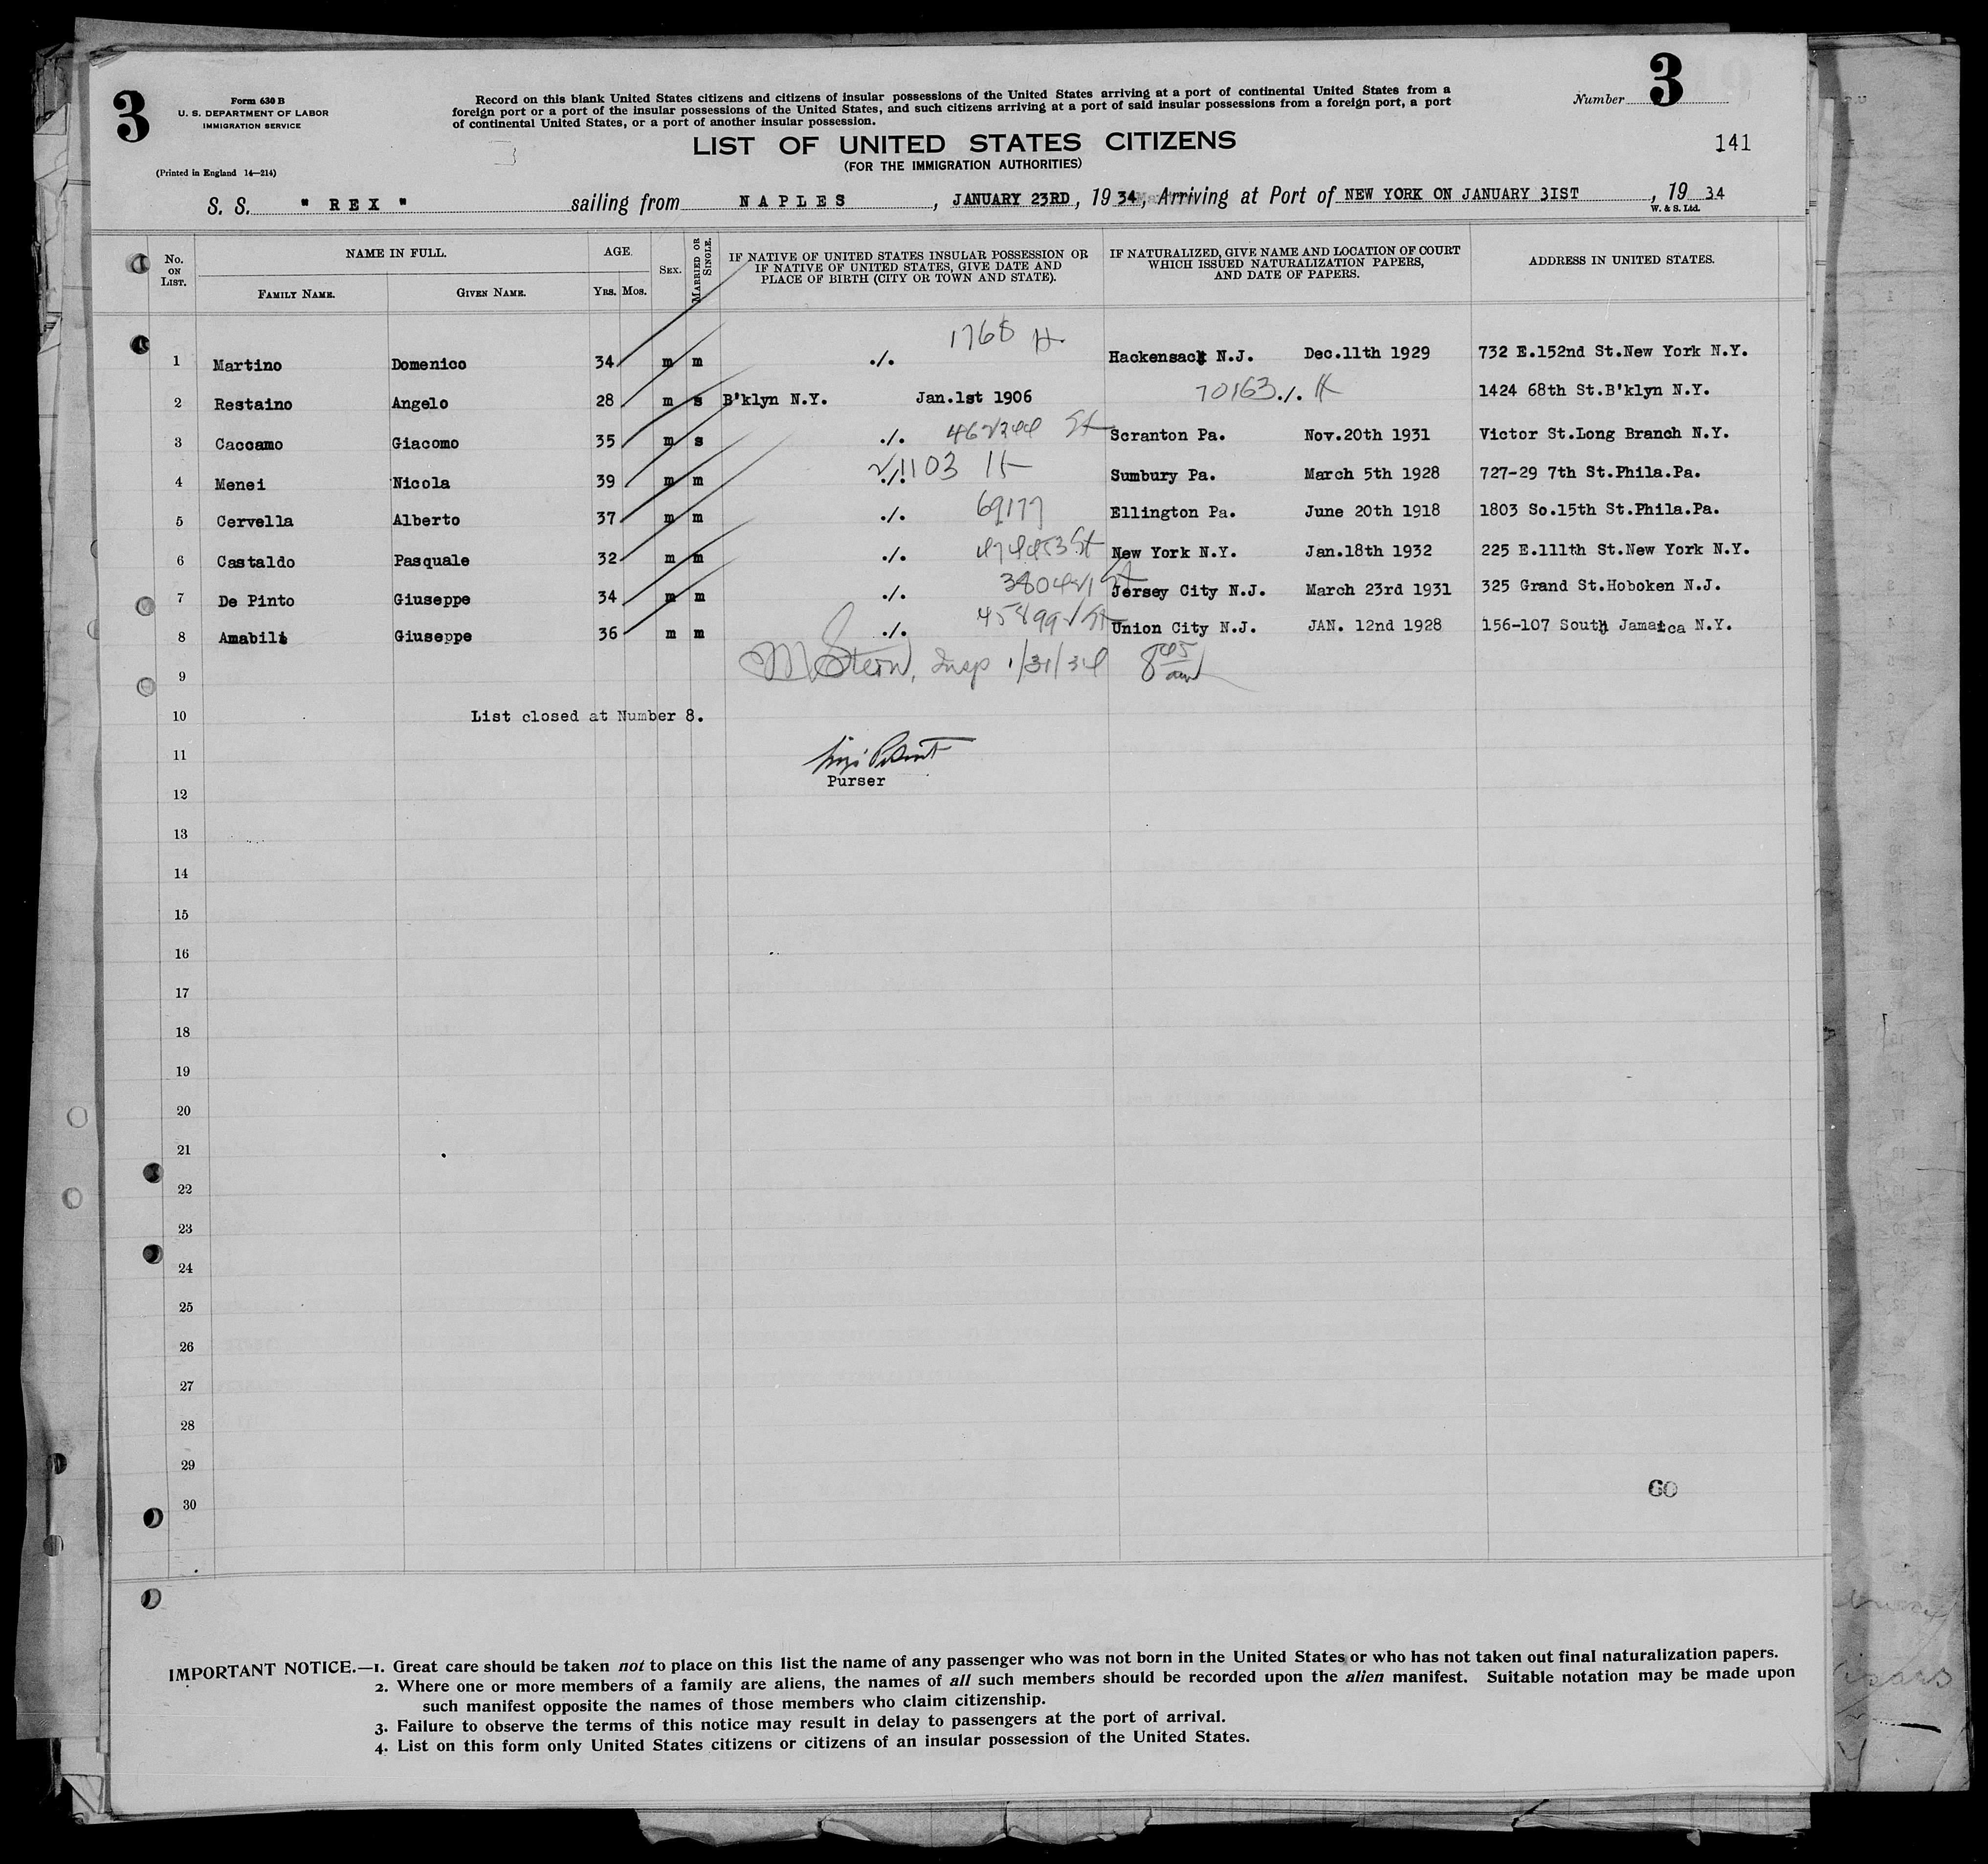 3
Form 630 B
U. S. DEPARTMENT OF LABOR
IMMIGRATION SERVICE
(Printed in England 14—214)
Record on this blank United States citizens and citizens of insular possessions of the United States arriving at a port of continental United States from a
foreign port or a port of the insular possessions of the United States, and such citizens arriving at a port of said insular possessions from a foreign port, a port
of continental United States, or a port of another insular possession.
Number 3
LIST OF UNITED STATES CITIZENS
(FOR THE IMMIGRATION AUTHORITIES)
141
S. S. " REX " sailing from NAPLES, JANUARY 23RD, 1934, Arriving at Port of NEW YORK ON JANUARY 31ST, 19 34
W. & S. Ltd.
No. ON LIST. NAME IN FULL. AGE. SEX. MARRIED OR SINGLE. IF NATIVE OF UNITED STATES INSULAR POSSESSION OR IF NATIVE OF UNITED STATES, GIVE DATE AND PLACE OF BIRTH (CITY OR TOWN AND STATE). IF NATURALIZED, GIVE NAME AND LOCATION OF COURT WHICH ISSUED NATURALIZATION PAPERS, AND DATE OF PAPERS. ADDRESS IN UNITED STATES.
FAMILY NAME. GIVEN NAME. YRS. MOS.
1768 H
1 Martino Domenico 34 m m ./. Hackensack N.J. Dec.11th 1929 732 E.152nd St.New York N.Y.
2 Restaino Angelo 28 m s B'klyn N.Y. Jan.1st 1906 70163 ./. H 1424 68th St.B'klyn N.Y.
3 Caccamo Giacomo 35 m s ./. St Scranton Pa. Nov.20th 1931 Victor St.Long Branch N.Y.
4 Menei Nicola 39 m m ./. 1103 H Sumbury Pa. March 5th 1928 727-29 7th St.Phila.Pa.
5 Cervella Alberto 37 m m ./. 69177 Ellington Pa. June 20th 1918 1803 So.15th St.Phila.Pa.
6 Castaldo Pasquale 32 m m ./. St New York N.Y. Jan.18th 1932 225 E.111th St.New York N.Y.
7 De Pinto Giuseppe 34 m m ./. St Jersey City N.J. March 23rd 1931 325 Grand St.Hoboken N.J.
8 Amabili Giuseppe 36 m m ./. St Union City N.J. JAN. 12nd 1928 156-107 South Jamaica N.Y.
9 M Stern, Insp 1/31/34 8 45 am
10 List closed at Number 8.
11
Purser
12
13
14
15
16
17
18
19
20
21
22
23
24
25
26
27
28
29
30
60
IMPORTANT NOTICE.—1. Great care should be taken not to place on this list the name of any passenger who was not born in the United States or who has not taken out final naturalization papers.
2. Where one or more members of a family are aliens, the names of all such members should be recorded upon the alien manifest. Suitable notation may be made upon
such manifest opposite the names of those members who claim citizenship.
3. Failure to observe the terms of this notice may result in delay to passengers at the port of arrival.
4. List on this form only United States citizens or citizens of an insular possession of the United States.